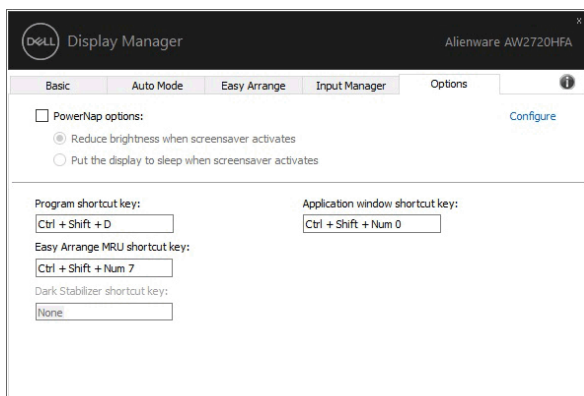 DELL Display Manager
Alienware AW2720HFA
x
Basic
Auto Mode
Easy Arrange
Input Manager
Options
i
PowerNap options:
Configure
Reduce brightness when screensaver activates
Put the display to sleep when screensaver activates
Program shortcut key:
Application window shortcut key:
Ctrl + Shift + D
Ctrl + Shift + Num 0
Easy Arrange MRU shortcut key:
Ctrl + Shift + Num 7
Dark Stabilizer shortcut key:
None